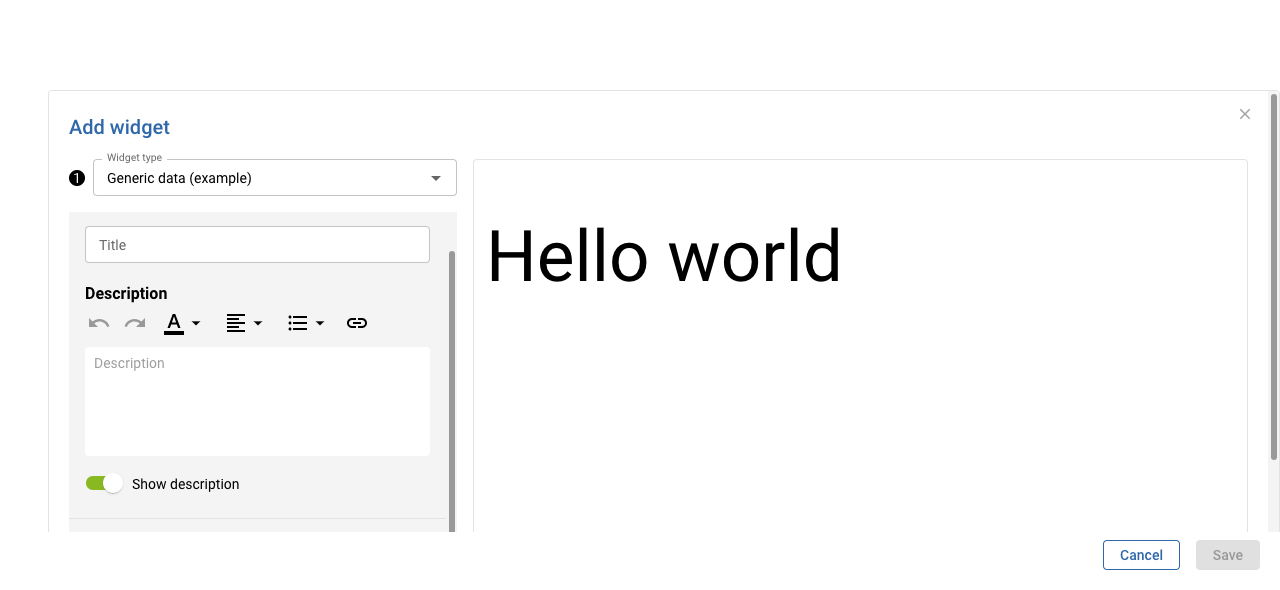 Add widget
Widget type
1
Generic data (example)
Title
Description
A
Description
Show description
Hello world
Cancel
Save